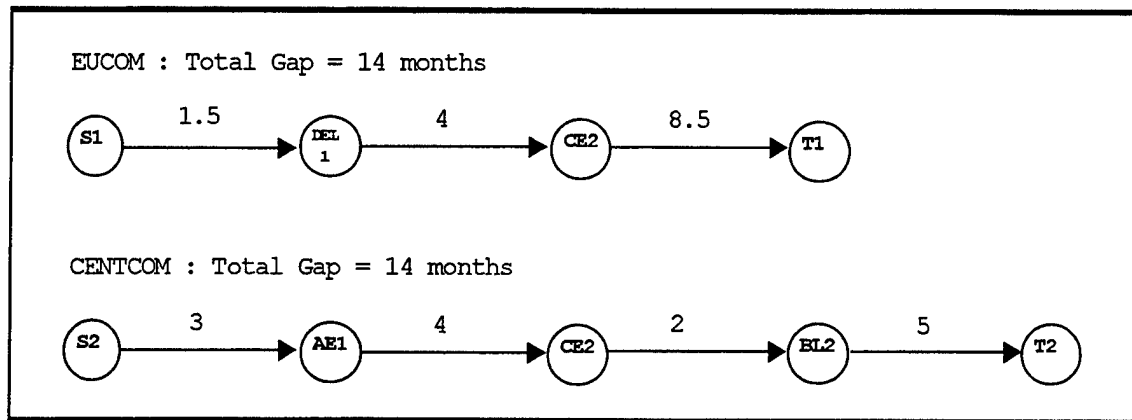 EUCOM : Total Gap = 14 months
1.5 4 8.5
S1 DEL CE2 T1
1
CENTCOM : Total Gap = 14 months
3 4 2 5
S2 AE1 CE2 BL2 T2